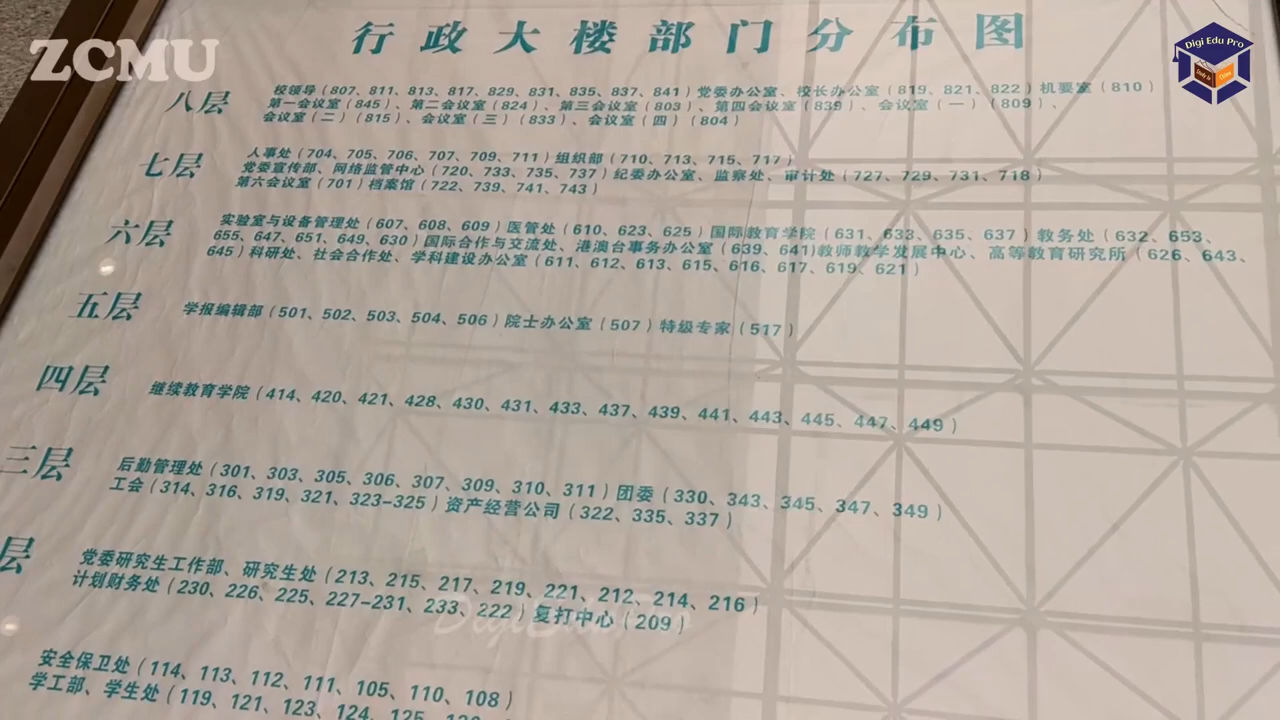 ZCMU
Digi Edu Pro
行政大楼部门分布图
八层
校领导(807、811、813、817、829、831、835、837、841)党委办公室、校长办公室(819、821、822)机要室(810)
第一会议室(845)、第二会议室(824)、第三会议室(803)、第四会议室(839)、会议室(一)(809)、
会议室(二)(815)、会议室(三)(833)、会议室(四)(804)
七层
人事处(704、705、706、707、709、711)组织部(710、713、715、717)
党委宣传部、网络监管中心(720、733、735、737)纪委办公室、监察处、审计处(727、729、731、718)
第六会议室(701)档案馆(722、739、741、743)
六层
实验室与设备管理处(607、608、609)医管处(610、623、625)国际教育学院(631、633、635、637)教务处(632、653、
655、647、651、649、630)国际合作与交流处、港澳台事务办公室(639、641)教师教学发展中心、高等教育研究所(626、643、
645)科研处、社会合作处、学科建设办公室(611、612、613、615、616、617、619、621)
五层
学报编辑部(501、502、503、504、506)院士办公室(507)特级专家(517)
四层
继续教育学院(414、420、421、428、430、431、433、437、439、441、443、445、447、449)
三层
后勤管理处(301、303、305、306、307、309、310、311)团委(330、343、345、347、349)
工会(314、316、319、321、323-325)资产经营公司(322、335、337)
层
党委研究生工作部、研究生处(213、215、217、219、221、212、214、216)
计划财务处(230、226、225、227-231、233、222)复打中心(209)
DigiEduPro
安全保卫处(114、113、112、111、105、110、108)
学工部、学生处(119、121、123、124、125、